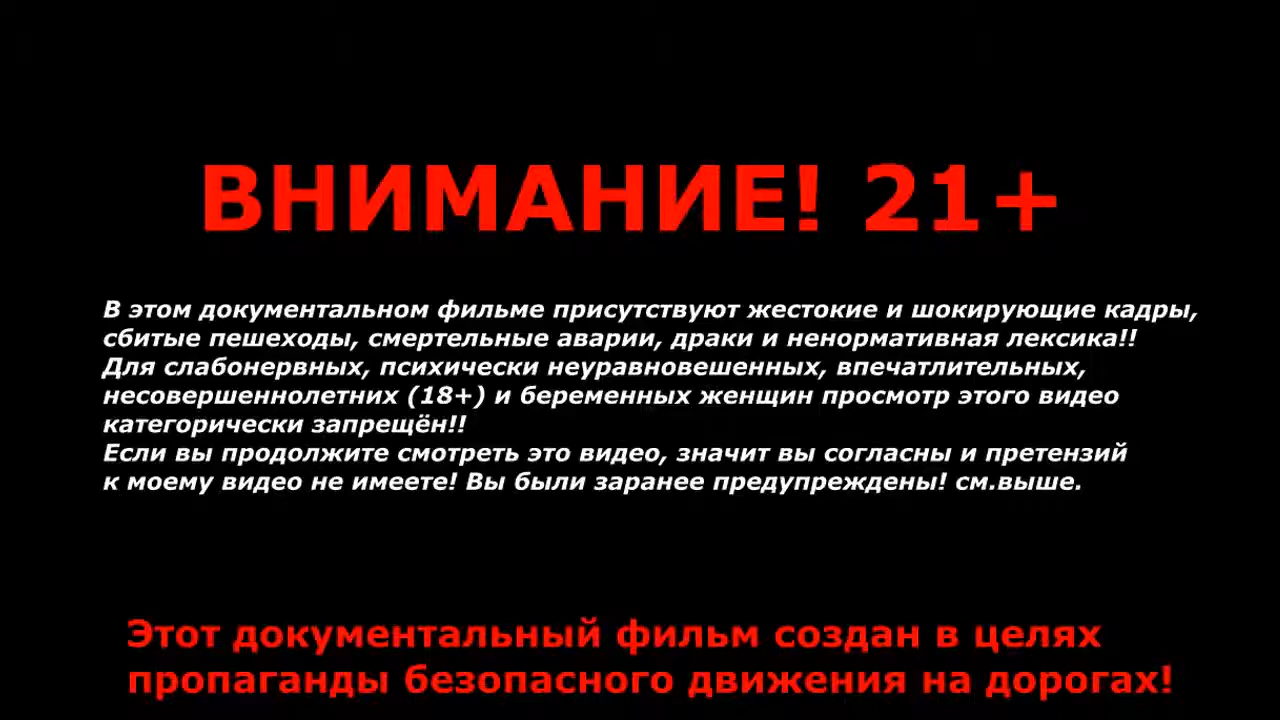 ВНИМАНИЕ! 21+
В этом документальном фильме присутствуют жестокие и шокирующие кадры,
сбитые пешеходы, смертельные аварии, драки и ненормативная лексика!!
Для слабонервных, психически неуравновешенных, впечатлительных,
несовершеннолетних (18+) и беременных женщин просмотр этого видео
категорически запрещён!!
Если вы продолжите смотреть это видео, значит вы согласны и претензий
к моему видео не имеете! Вы были заранее предупреждены! см.выше.
Этот документальный фильм создан в целях
пропаганды безопасного движения на дорогах!